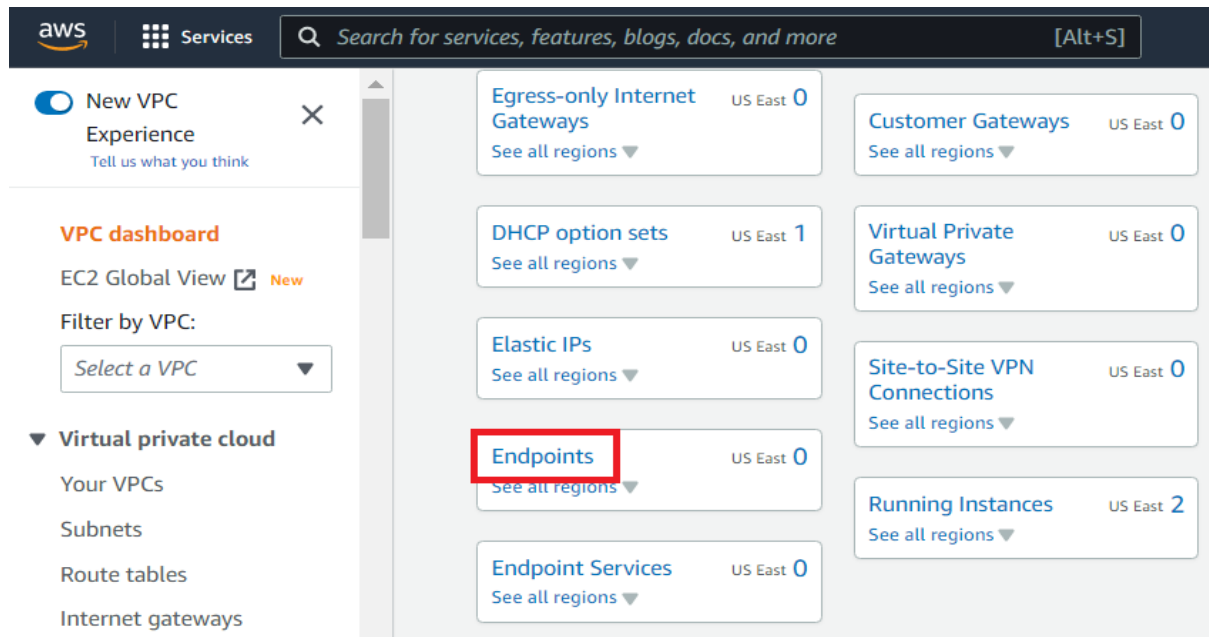 aws
Services
Search for services, features, blogs, docs, and more
[Alt+S]
New VPC
Experience
Tell us what you think
VPC dashboard
EC2 Global View New
Filter by VPC:
Select a VPC
Virtual private cloud
Your VPCs
Subnets
Route tables
Internet gateways
Egress-only Internet
Gateways
US East 0
See all regions
DHCP option sets
US East 1
See all regions
Elastic IPs
US East 0
See all regions
Endpoints
US East 0
See all regions
Endpoint Services
US East 0
See all regions
Customer Gateways
US East 0
See all regions
Virtual Private
Gateways
US East 0
See all regions
Site-to-Site VPN
Connections
US East 0
See all regions
Running Instances
US East 2
See all regions